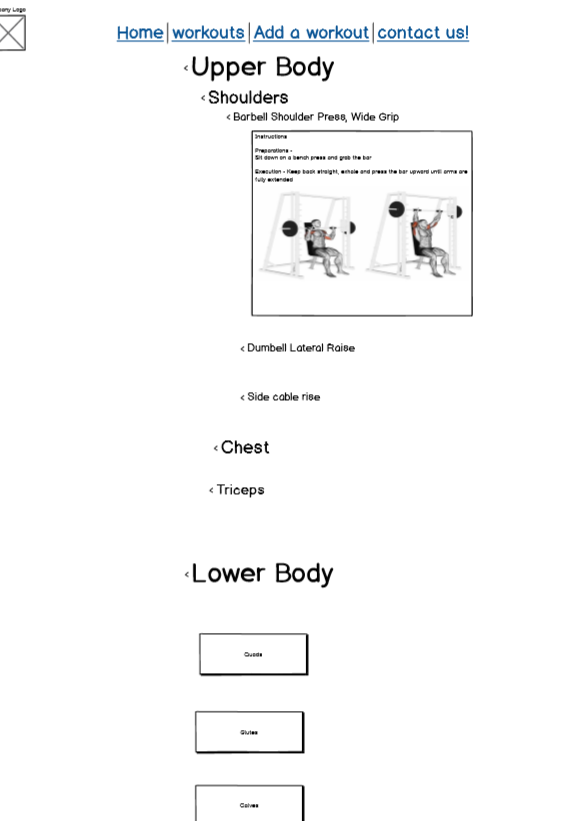 Logo
Home workouts Add a workout contact us!
Upper Body
Shoulders
Barbell Shoulder Press, Wide Grip
Instructions
Preparations -
Sit down on a bench press and grab the bar
Execution - Keep back straight, exhale and press the bar upward until arms are
fully extended
Dumbell Lateral Raise
Side cable rise
Chest
Triceps
Lower Body
Quads
Glutes
Calves